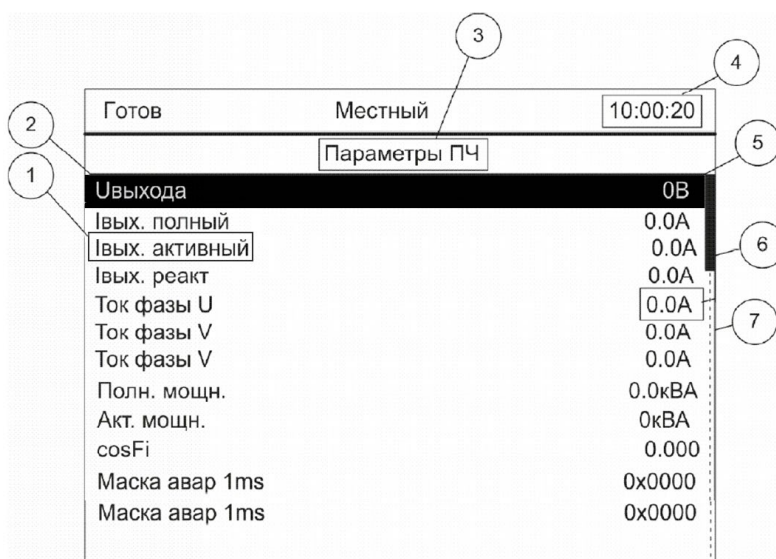 3
4
Готов Местный 10:00:20
2
Параметры ПЧ
5
1
Uвыхода 0В
Iвых. полный 0.0А
Iвых. активный 0.0А
6
Iвых. реакт 0.0А
Ток фазы U 0.0А
7
Ток фазы V 0.0А
Ток фазы V 0.0А
Полн. мощн. 0.0кВА
Акт. мощн. 0кВА
cosFi 0.000
Маска авар 1ms 0x0000
Маска авар 1ms 0x0000